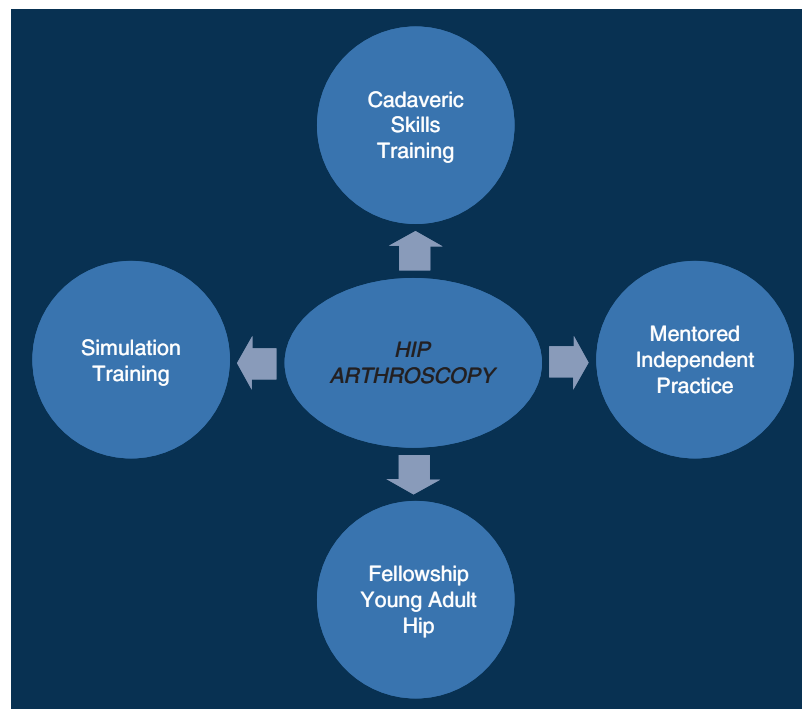 Cadaveric
Skills
Training
Simulation
Training
HIP
ARTHROSCOPY
Mentored
Independent
Practice
Fellowship
Young Adult
Hip